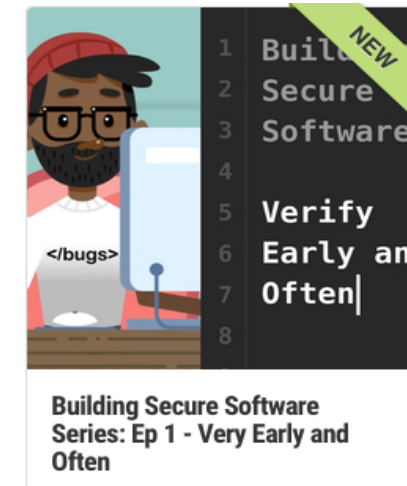 NEW
1 Build
2 Secure
3 Software
4
5 Verify
6 Early an
7 Often
8
</bugs>
Building Secure Software
Series: Ep 1 - Very Early and
Often